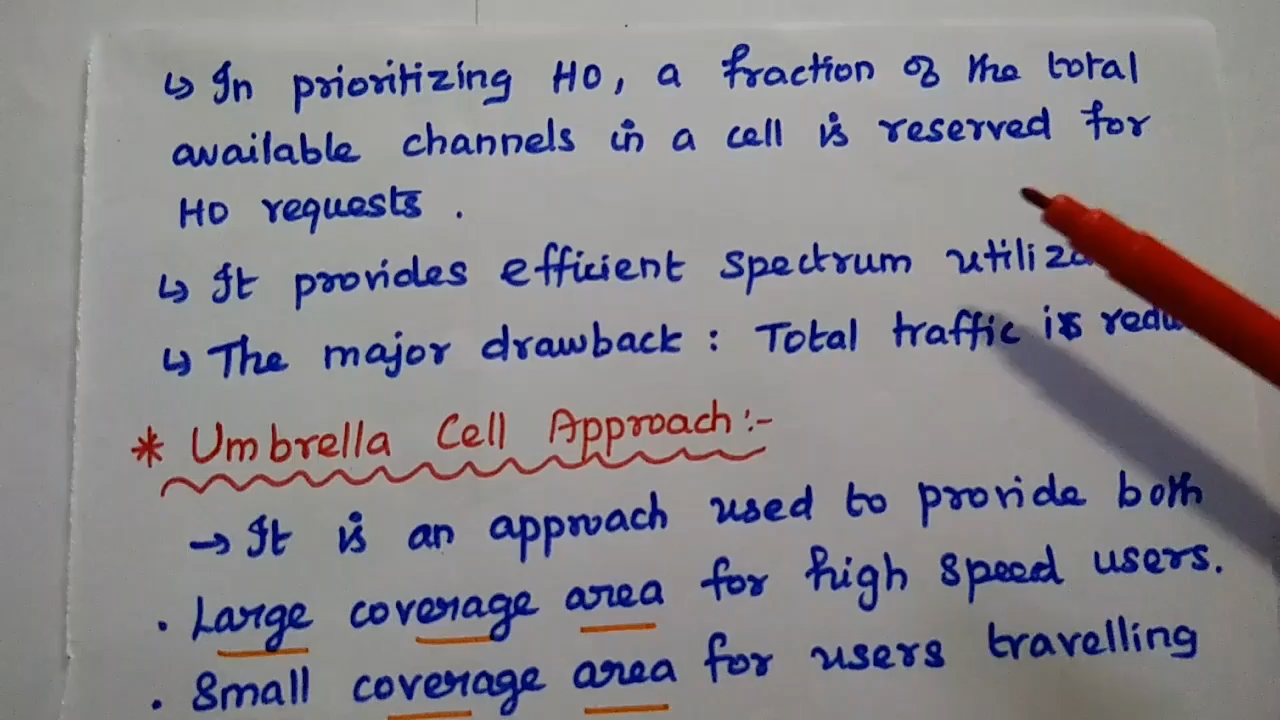 ↳ In prioritizing HO, a fraction of the total
available channels in a cell is reserved for
HO requests .
↳ It provides efficient spectrum
↳ The major drawback : Total traffic is
* Umbrella Cell Approach :-
→ It is an approach used to provide both
. Large coverage area for high speed users.
. Small coverage area for users travelling